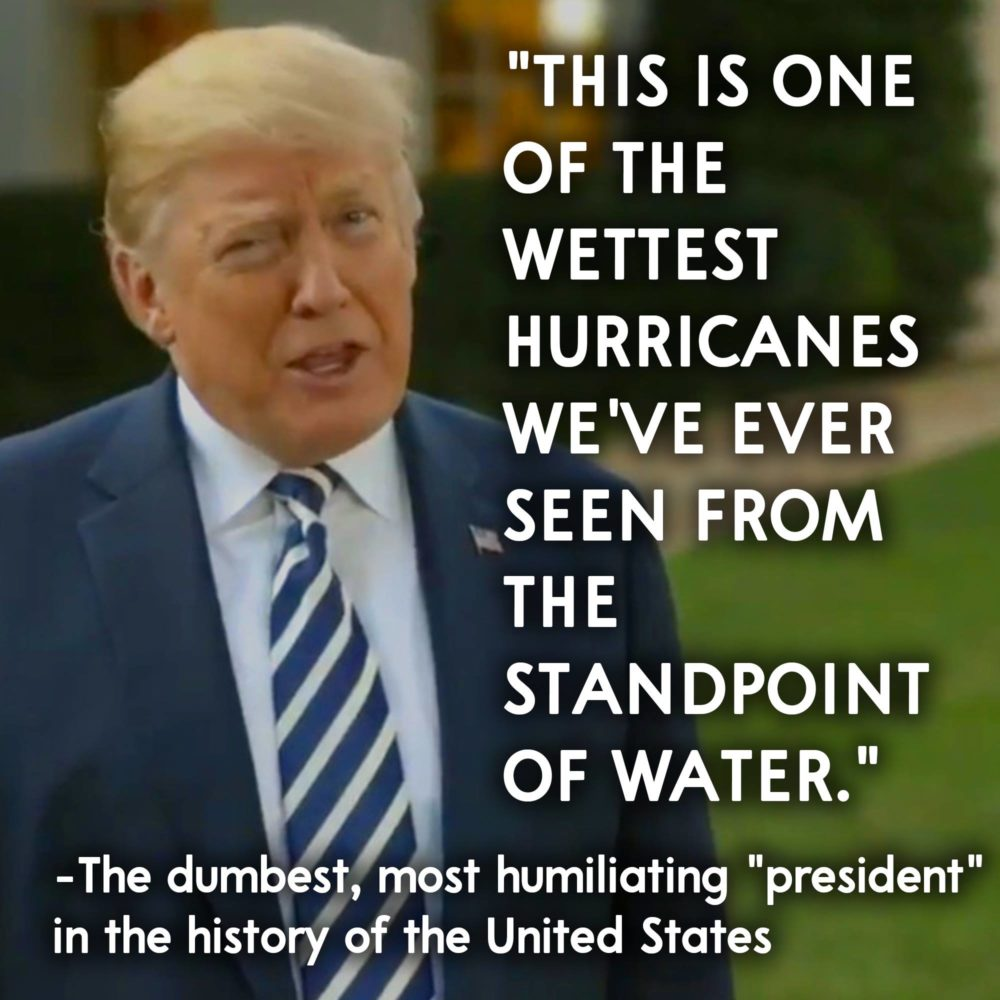 "THIS IS ONE
OF THE
WETTEST
HURRICANES
WE'VE EVER
SEEN FROM
THE
STANDPOINT
OF WATER."
-The dumbest, most humiliating "president"
in the history of the United States